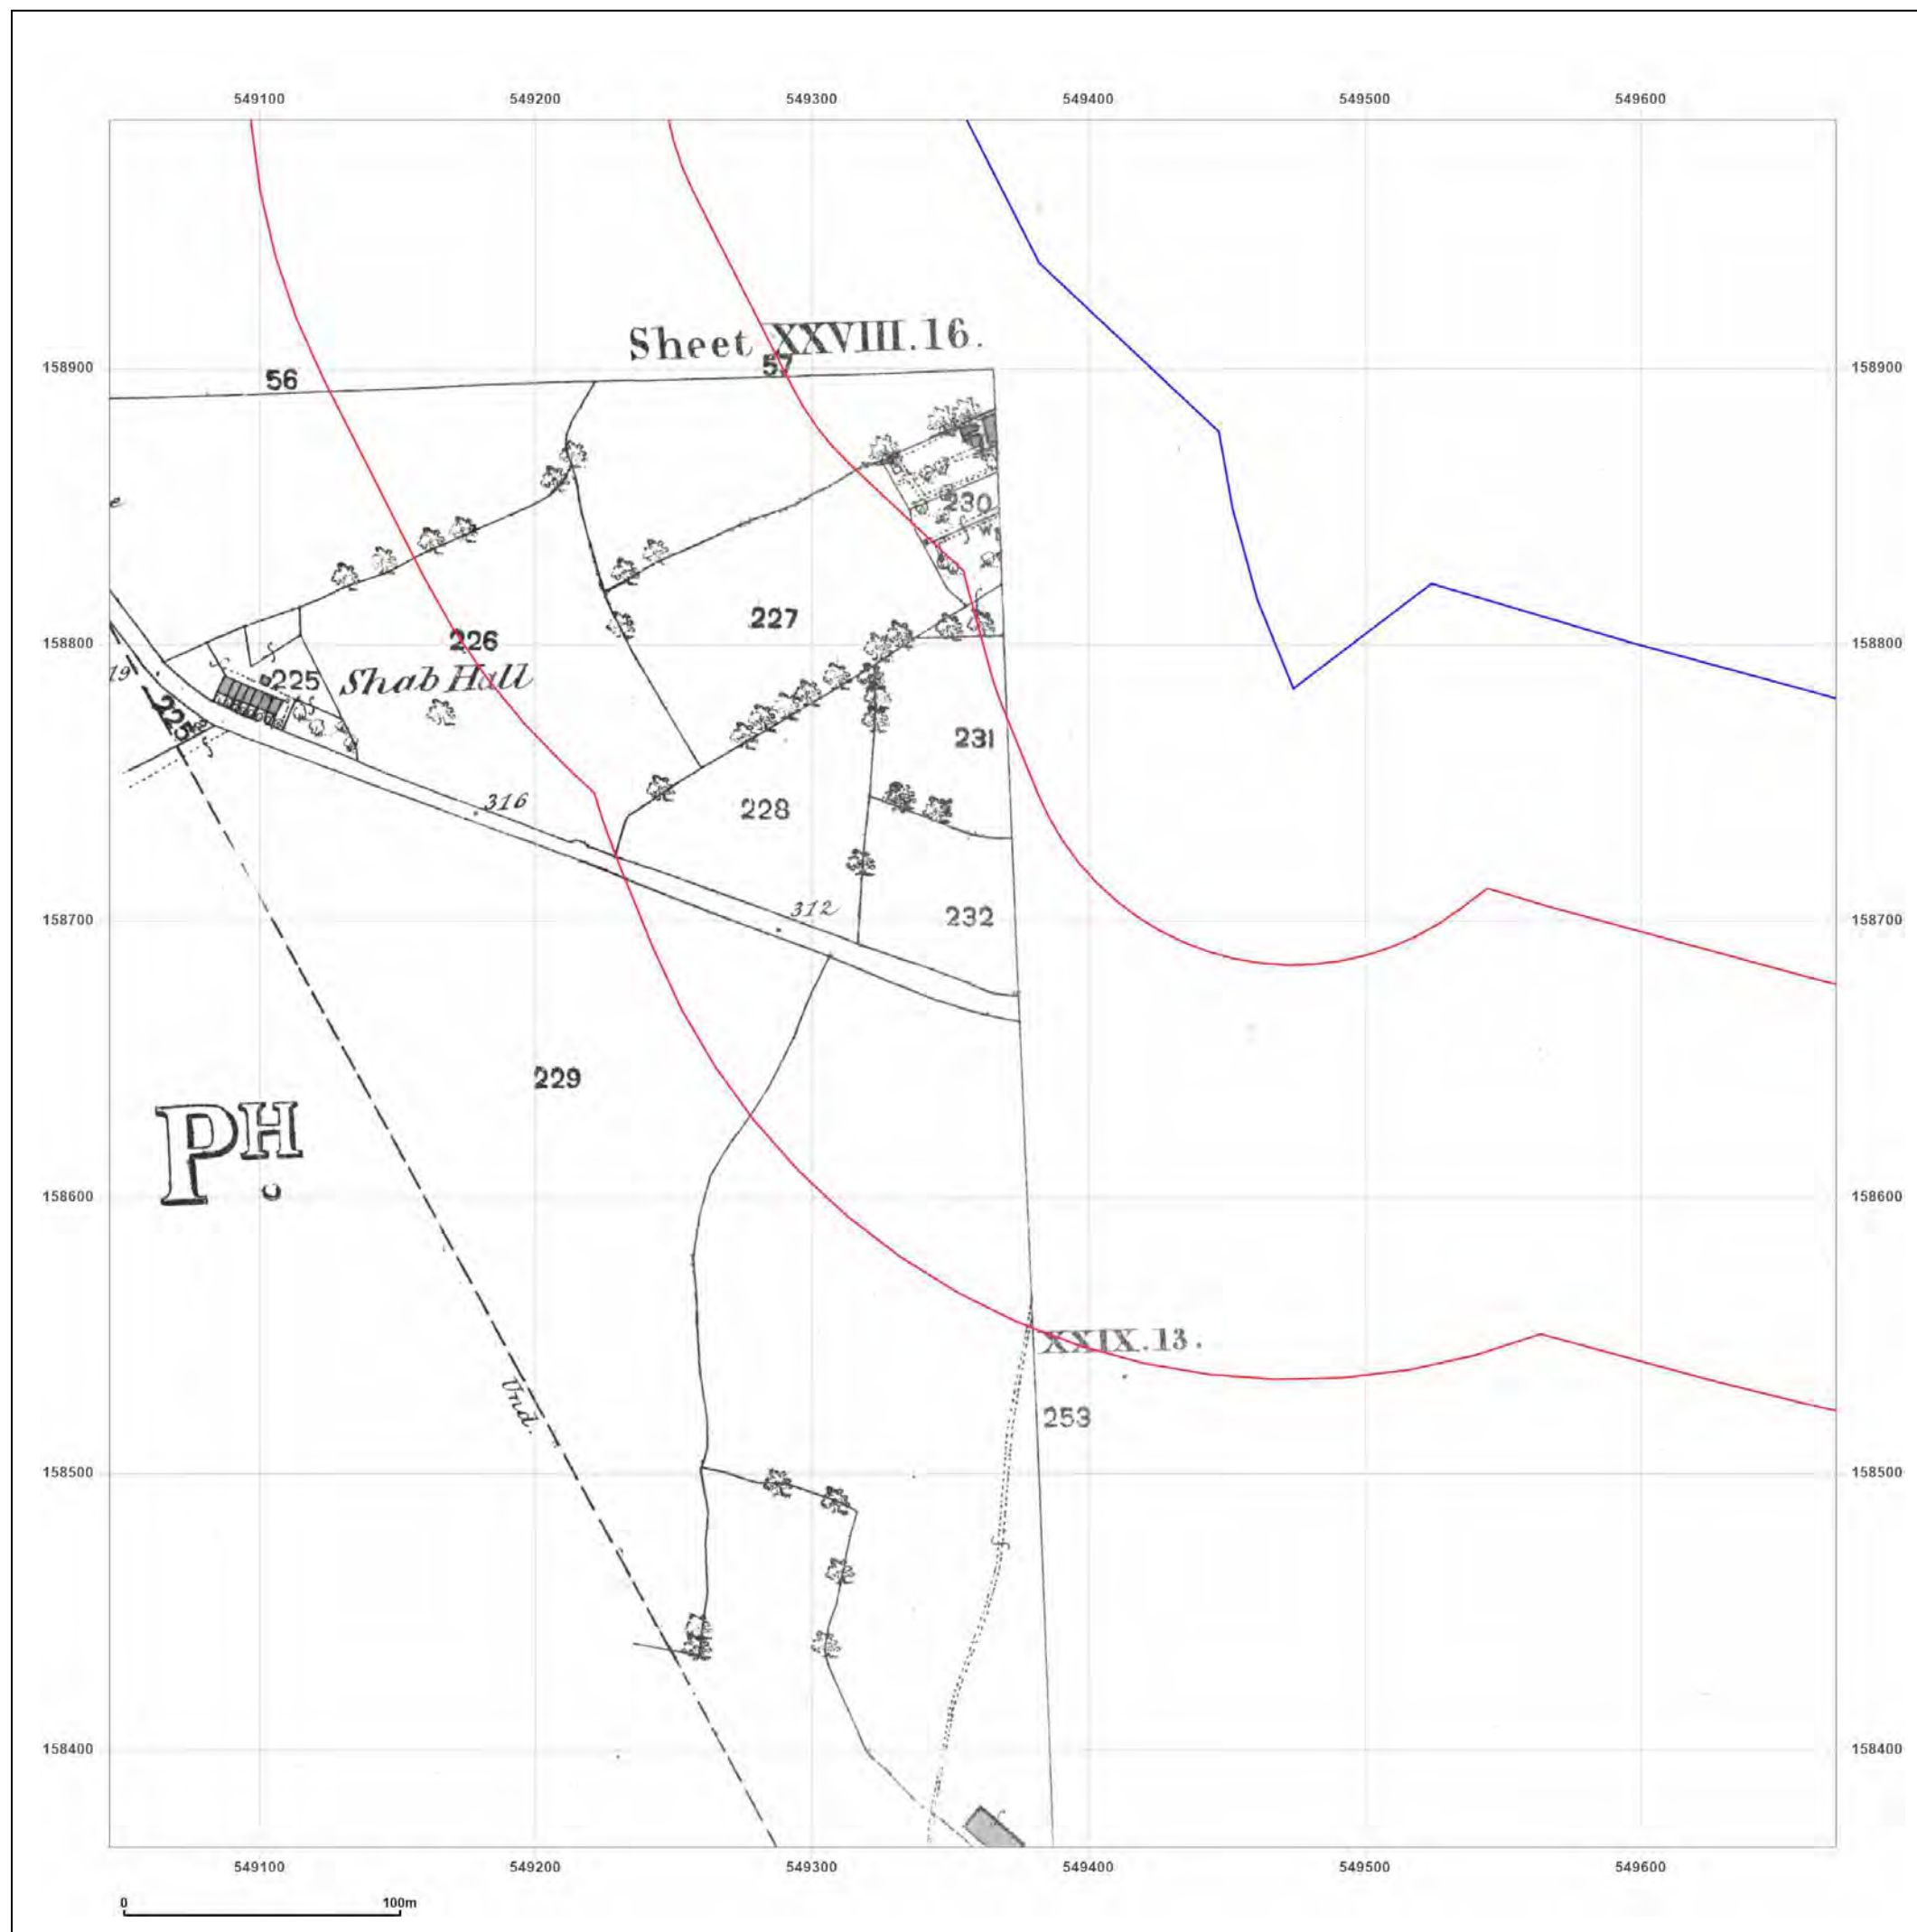 549100 549200 549300 549400 549500 549600
Sheet XXVIII.16.
158900 56 57 158900
e
230
W
158800 226 227 158800
19 225 Shab Hall
225
231
316 228
312 232
158700 158700
229
PH.
158600 158600
XXIX.13.
Und.
253
158500 158500
158400 158400
549100 549200 549300 549400 549500 549600
0 100m